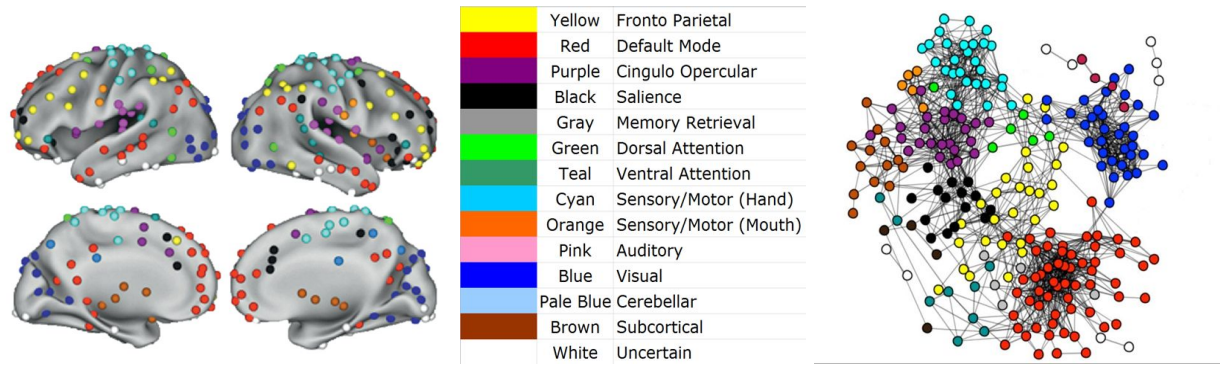 Yellow Fronto Parietal
Red Default Mode
Purple Cingulo Opercular
Black Salience
Gray Memory Retrieval
Green Dorsal Attention
Teal Ventral Attention
Cyan Sensory/Motor (Hand)
Orange Sensory/Motor (Mouth)
Pink Auditory
Blue Visual
Pale Blue Cerebellar
Brown Subcortical
White Uncertain